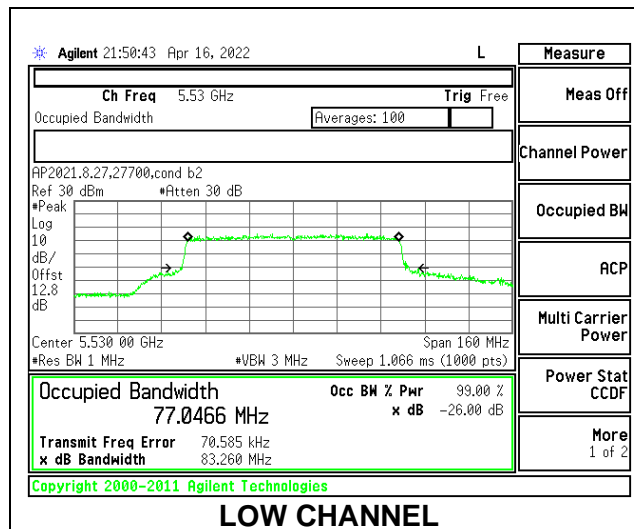 Agilent 21:50:43 Apr 16, 2022 L Measure
Ch Freq 5.53 GHz Trig Free Meas Off
Occupied Bandwidth Averages: 100
Channel Power
AP2021.8.27,27700,cond b2
Ref 30 dBm #Atten 30 dB
#Peak
Log
10
dB/
Offst
12.8
dB
Occupied BW
ACP
Center 5.530 00 GHz Span 160 MHz
#Res BW 1 MHz #VBW 3 MHz Sweep 1.066 ms (1000 pts)
Multi Carrier
Power
Occupied Bandwidth Occ BW % Pwr 99.00 %
77.0466 MHz x dB -26.00 dB
Transmit Freq Error 70.585 kHz
x dB Bandwidth 83.260 MHz
Power Stat
CCDF
More
1 of 2
Copyright 2000-2011 Agilent Technologies
LOW CHANNEL